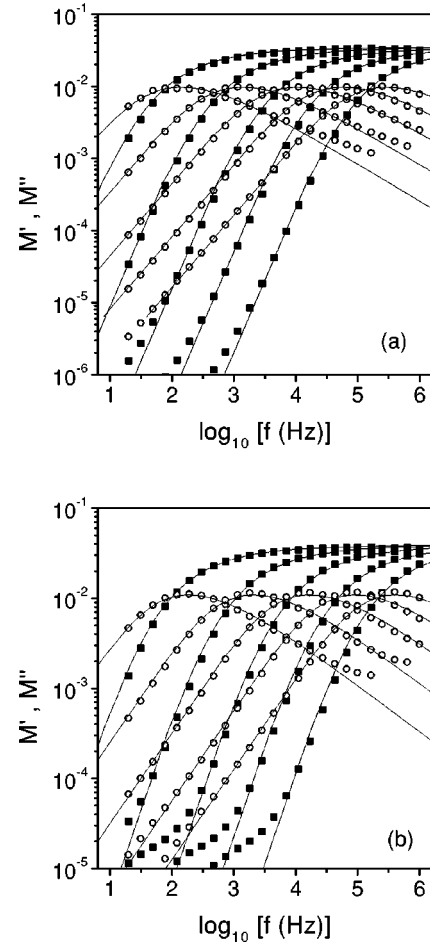 10⁻¹
10⁻²
10⁻³
10⁻⁴
10⁻⁵
10⁻⁶
M' , M''
(a)
1 2 3 4 5 6
log₁₀ [f (Hz)]
10⁻¹
10⁻²
10⁻³
10⁻⁴
10⁻⁵
M' , M''
(b)
1 2 3 4 5 6
log₁₀ [f (Hz)]